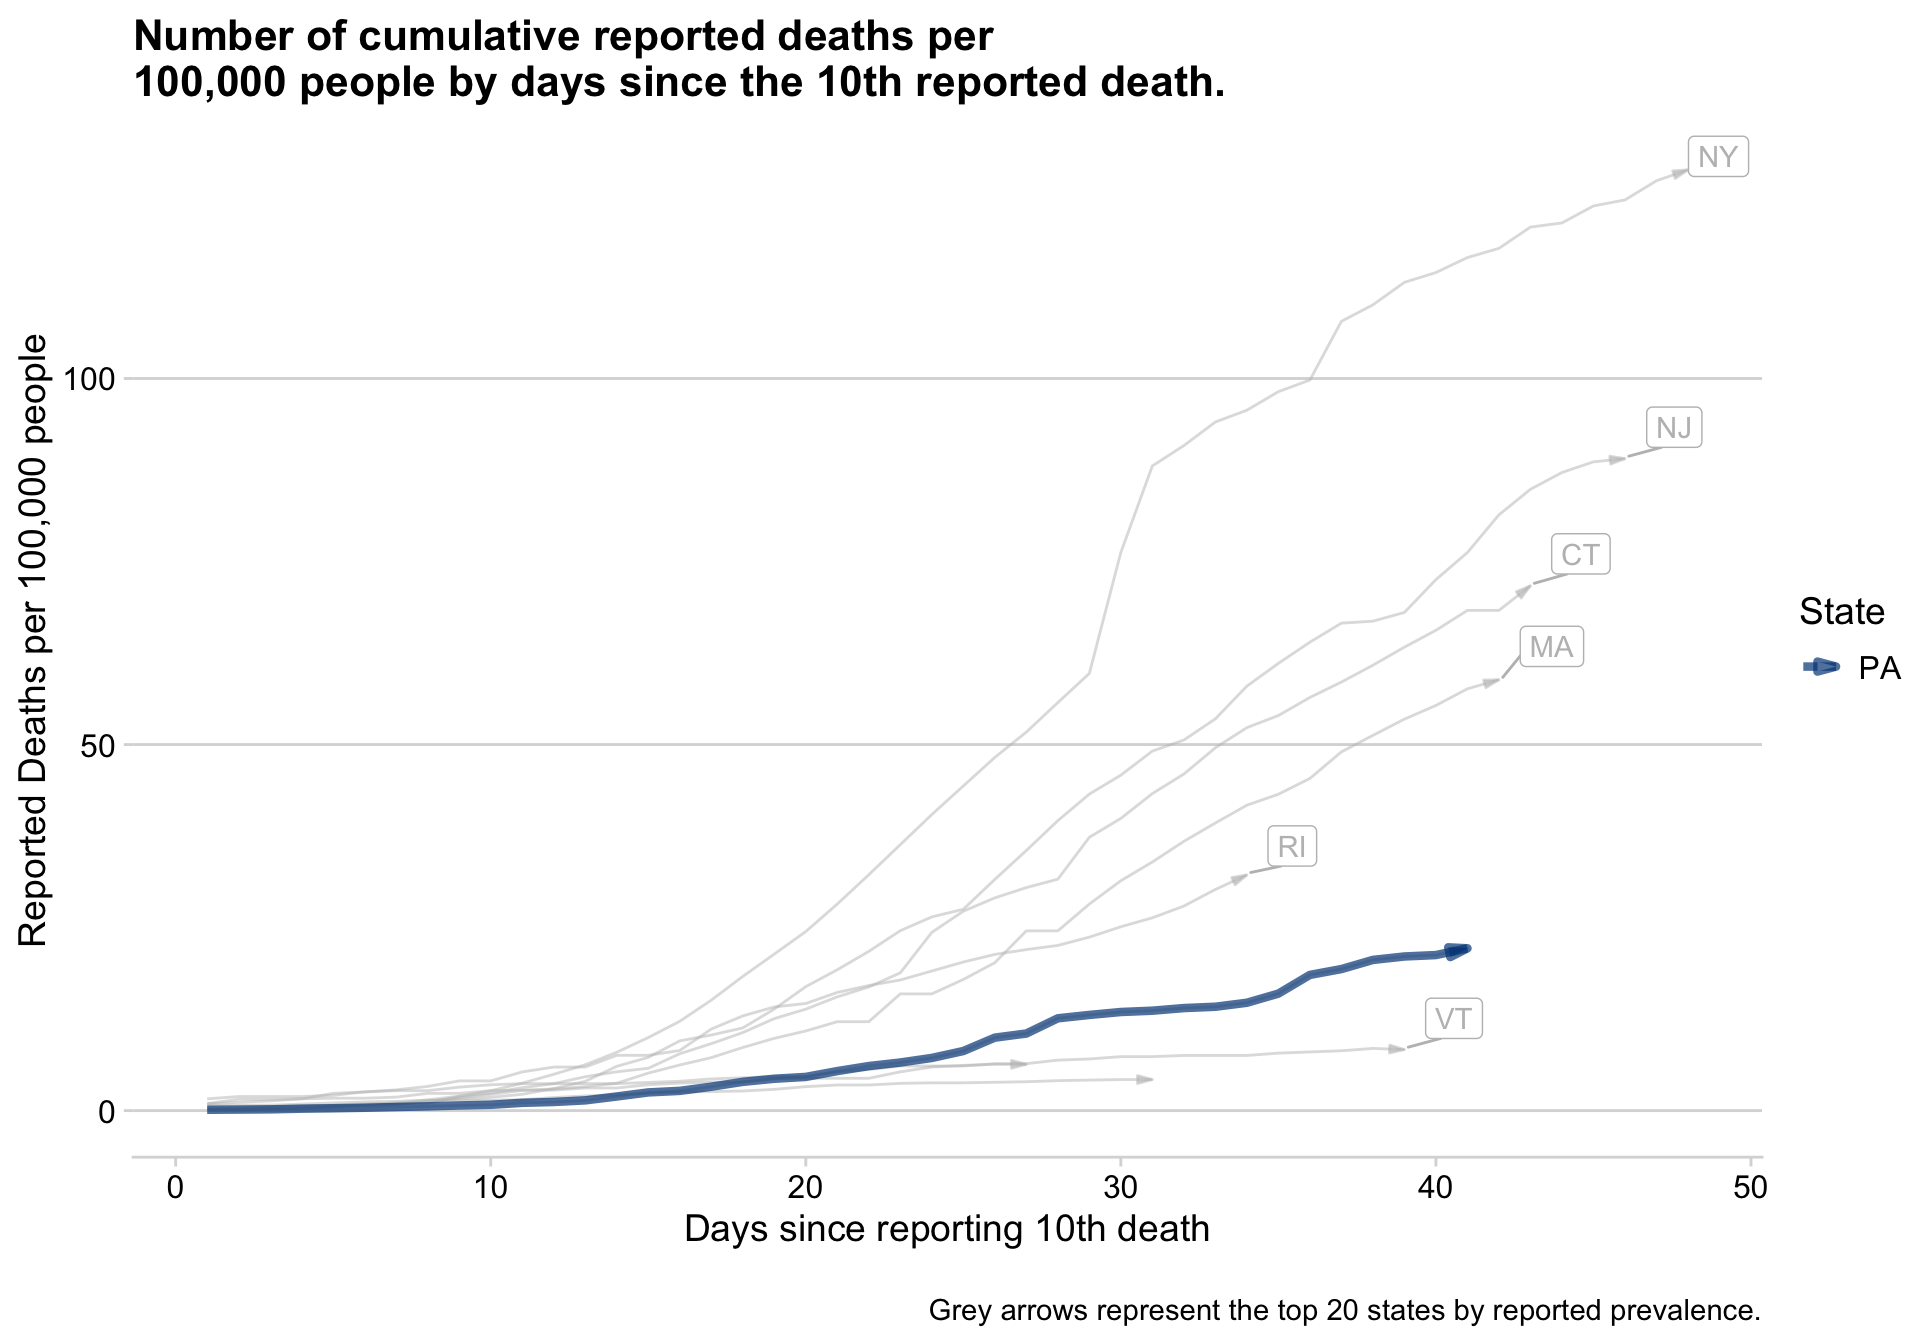 Number of cumulative reported deaths per
100,000 people by days since the 10th reported death.
Reported Deaths per 100,000 people
100
50
0
NY
NJ
CT
MA
RI
VT
State
PA
0 10 20 30 40 50
Days since reporting 10th death
Grey arrows represent the top 20 states by reported prevalence.